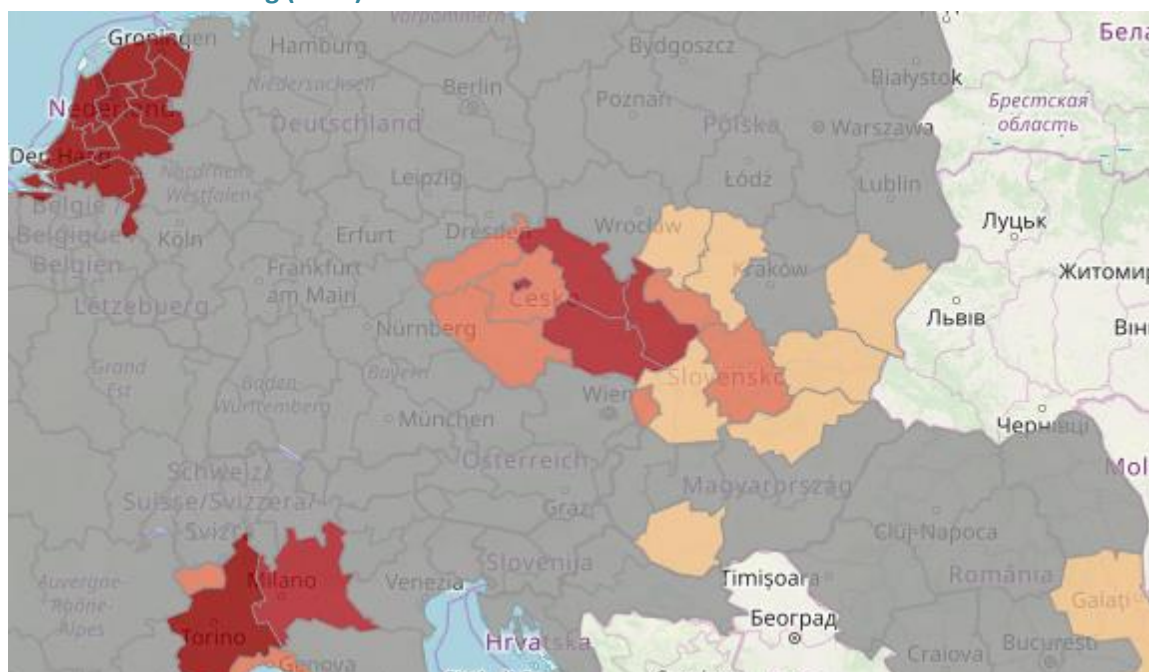 Vorpommern
Groningen
Hamburg
Bydgoszcz
Białystok
Niedersachsen
Berlin
Poznań
Брестская
область
Nederland
Deutschland
Polska
Warszawa
Den Haag
Nordrhein-
Westfalen
Leipzig
Łódź
Lublin
België /
Belgique /
Belgien
Köln
Erfurt
Dresden
Wrocław
Луцьк
Frankfurt
am Main
Česko
Kraków
Житомир
Lëtzebuerg
Львів
Nürnberg
Grand
Est
Baden-
Württemberg
Bayern
Slovensko
Wien
München
Чернівці
Österreich
Schweiz/
Suisse/Svizzera/
Svizra
Magyarország
Graz
Cluj-Napoca
Auvergne-
Rhône-
Alpes
Milano
Venezia
Slovenija
Timișoara
România
Galați
Torino
Београд
Hrvatska
București
Genova
Craiova